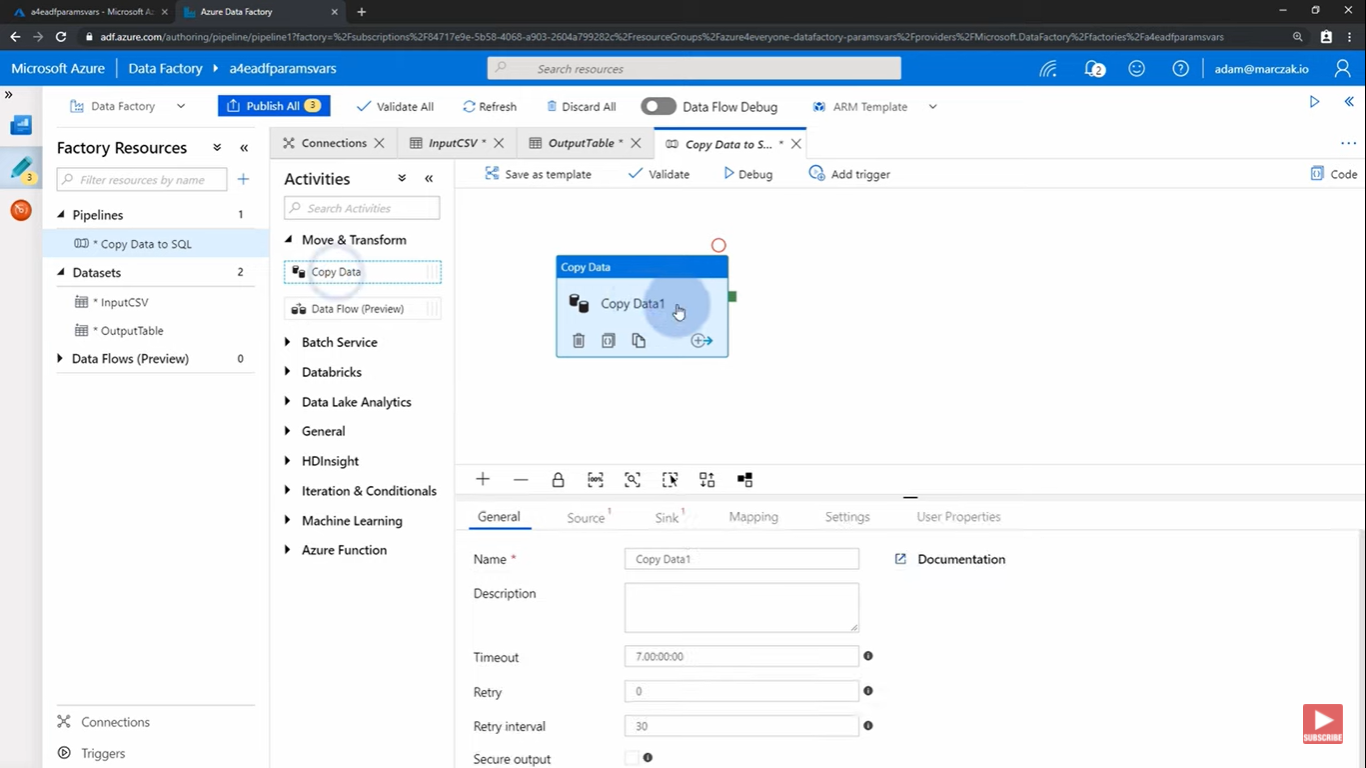 a4eadfparamsvars - Microsoft A
Azure Data Factory
adf.azure.com/authoring/pipeline/pipeline1?factory=%2Fsubscriptions%2F84717e9e-5b58-4068-a903-2604a799282c%2FresourceGroups%2Fazure4everyone-datafactory-paramsvars%2Fproviders%2FMicrosoft.DataFactory%2Ffactories%2Fa4eadfparamsvars
Microsoft Azure
Data Factory
a4eadfparamsvars
Search resources
2
adam@marczak.io
Data Factory
Publish All 3
Validate All
Refresh
Discard All
Data Flow Debug
ARM Template
3
Factory Resources
Filter resources by name
Pipelines 1
* Copy Data to SQL
Datasets 2
* InputCSV
* OutputTable
Data Flows (Preview) 0
Connections
Triggers
Connections
InputCSV *
OutputTable *
Copy Data to S... *
Activities
Search Activities
Move & Transform
Copy Data
Data Flow (Preview)
Batch Service
Databricks
Data Lake Analytics
General
HDInsight
Iteration & Conditionals
Machine Learning
Azure Function
Save as template
Validate
Debug
Add trigger
Code
Copy Data
Copy Data1
100%
General
Source 1
Sink 1
Mapping
Settings
User Properties
Name *
Copy Data1
Documentation
Description
Timeout
7.00:00:00
Retry
0
Retry interval
30
Secure output
SUBSCRIBE